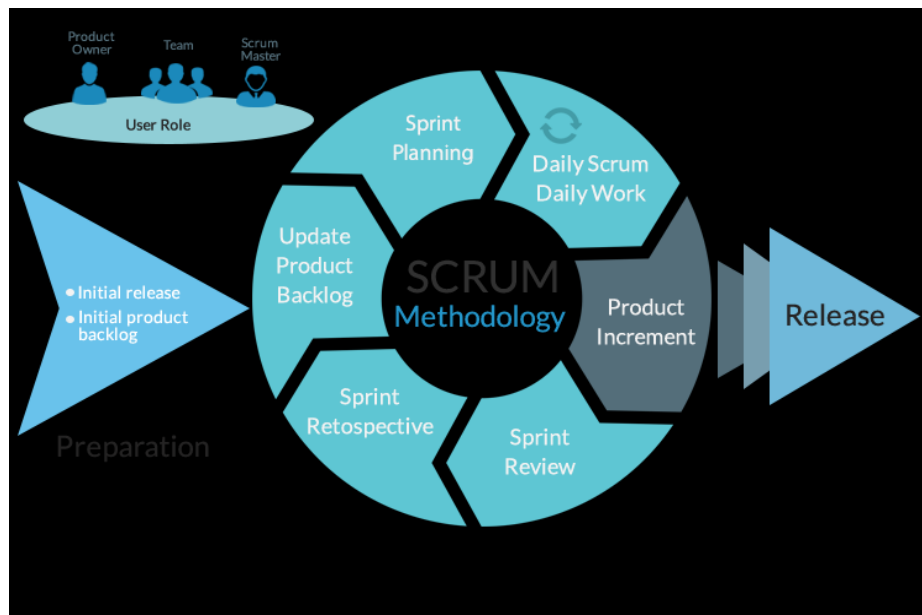 Product
Owner
Team
Scrum
Master
User Role
Sprint
Planning
Daily Scrum
Daily Work
Update
Product
Backlog
SCRUM
Methodology
Initial release
Initial product
backlog
Product
Increment
Release
Sprint
Retospective
Sprint
Review
Preparation